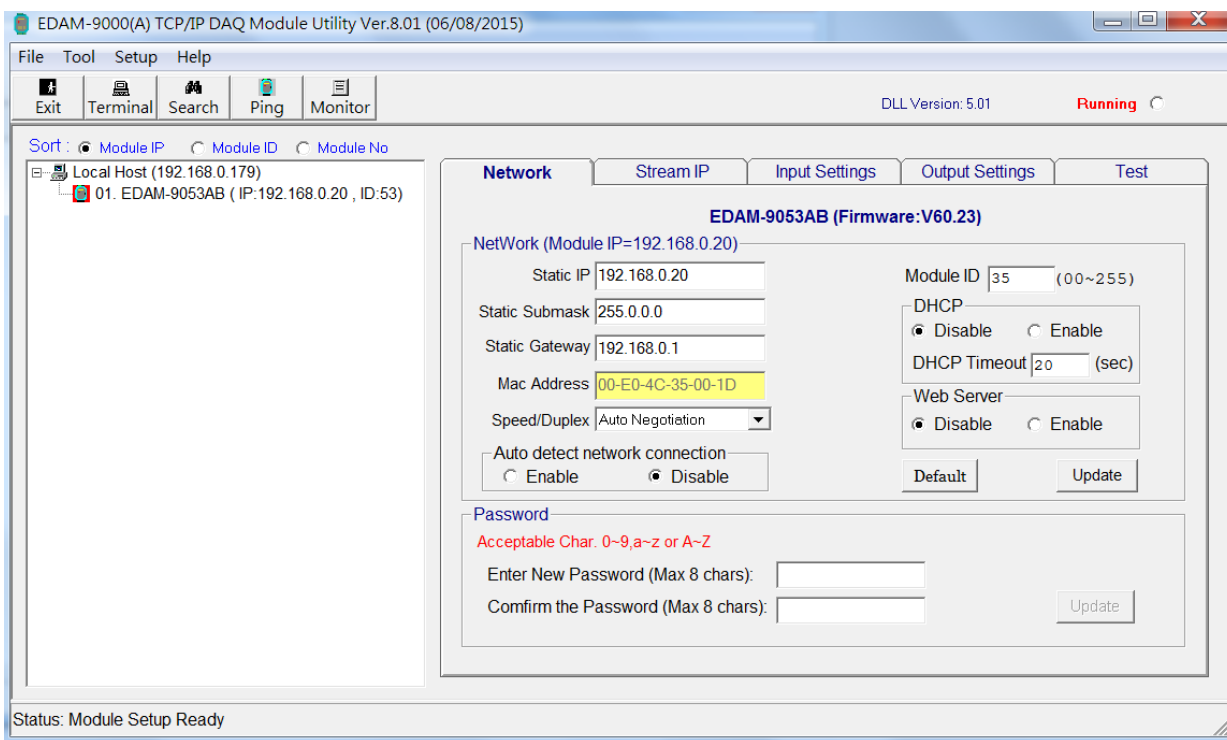 EDAM-9000(A) TCP/IP DAQ Module Utility Ver.8.01 (06/08/2015)
File Tool Setup Help
Exit Terminal Search Ping Monitor
DLL Version: 5.01 Running
Sort : Module IP Module ID Module No
Local Host (192.168.0.179)
01. EDAM-9053AB ( IP:192.168.0.20 , ID:53)
Network Stream IP Input Settings Output Settings Test
EDAM-9053AB (Firmware:V60.23)
NetWork (Module IP=192.168.0.20)
Static IP 192.168.0.20
Static Submask 255.0.0.0
Static Gateway 192.168.0.1
Mac Address 00-E0-4C-35-00-1D
Speed/Duplex Auto Negotiation
Auto detect network connection
Enable Disable
Module ID 35 (00~255)
DHCP
Disable Enable
DHCP Timeout 20 (sec)
Web Server
Disable Enable
Default Update
Password
Acceptable Char. 0~9,a~z or A~Z
Enter New Password (Max 8 chars):
Comfirm the Password (Max 8 chars):
Update
Status: Module Setup Ready